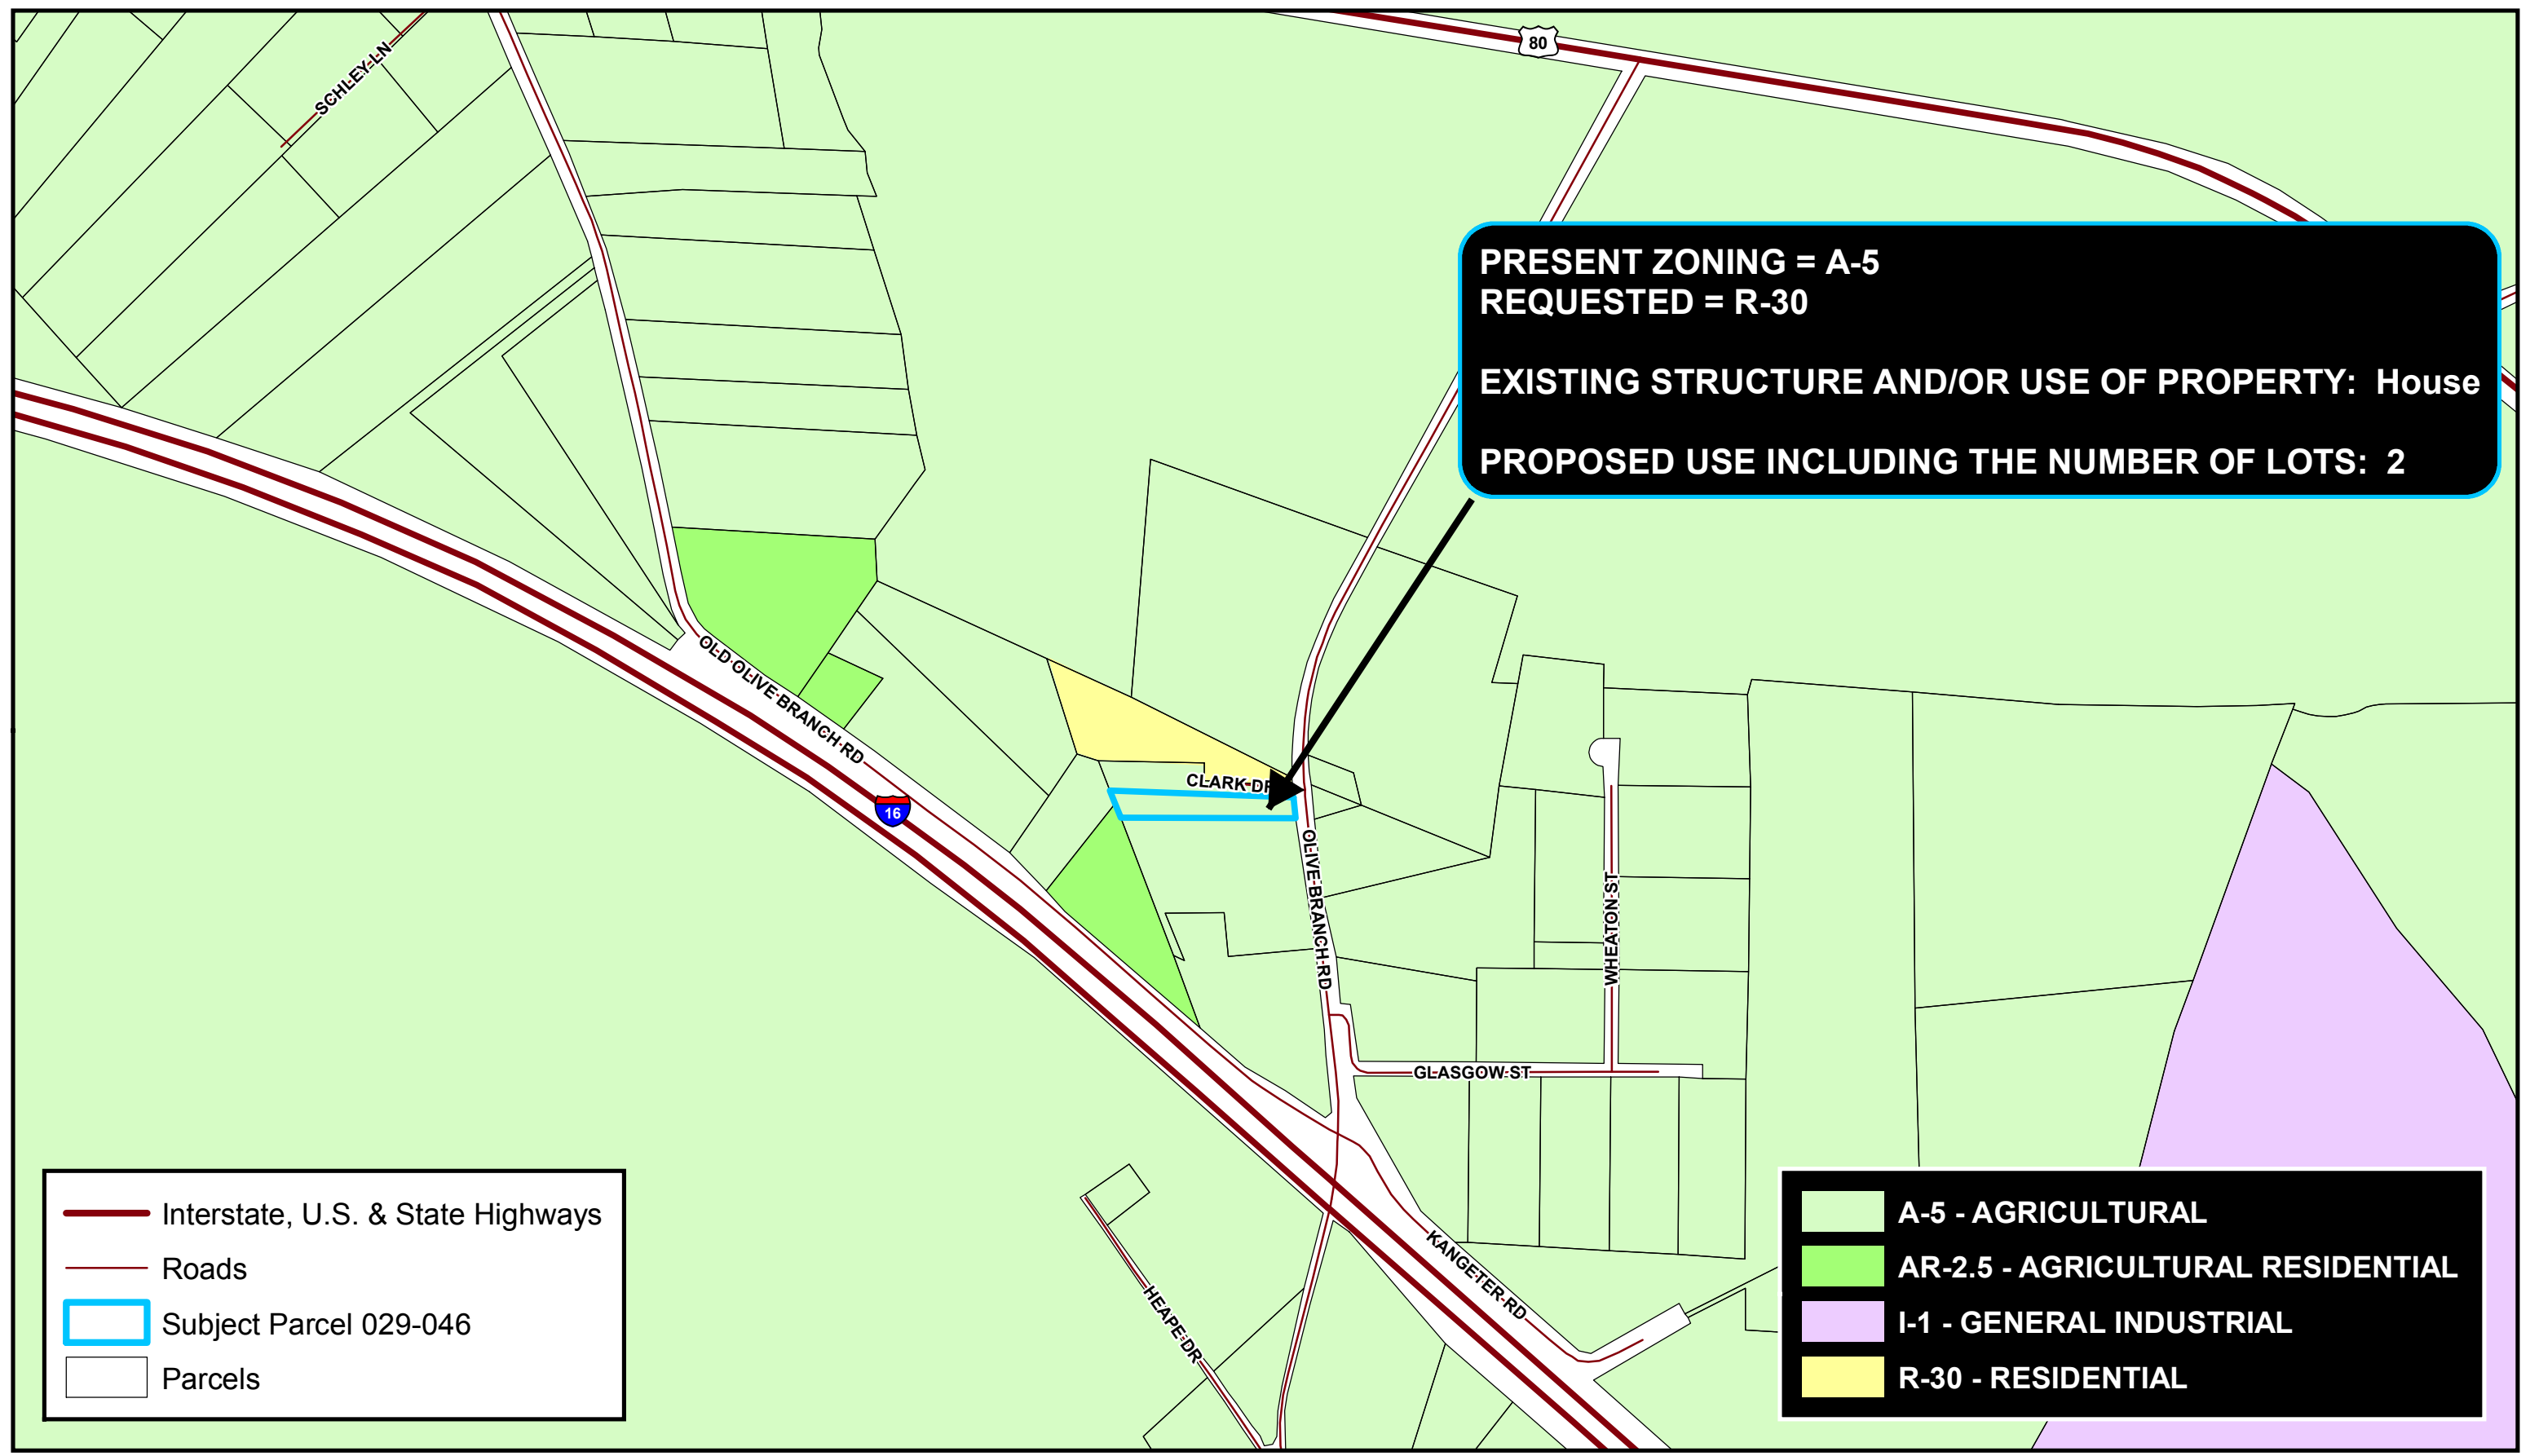 80
SCHLEY LN
PRESENT ZONING = A-5
REQUESTED = R-30
EXISTING STRUCTURE AND/OR USE OF PROPERTY: House
PROPOSED USE INCLUDING THE NUMBER OF LOTS: 2
OLD OLIVE BRANCH RD
CLARK DR
16
OLIVE BRANCH RD
WHEATON ST
GLASGOW ST
KANGETER RD
HEAPE DR
Interstate, U.S. & State Highways
Roads
Subject Parcel 029-046
Parcels
A-5 - AGRICULTURAL
AR-2.5 - AGRICULTURAL RESIDENTIAL
I-1 - GENERAL INDUSTRIAL
R-30 - RESIDENTIAL